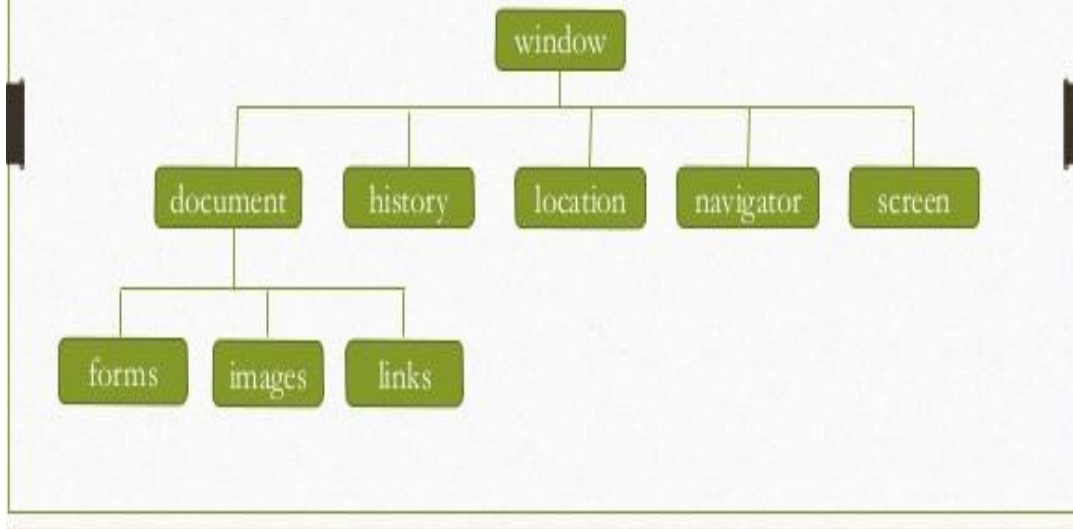 window
document history location navigator screen
forms images links